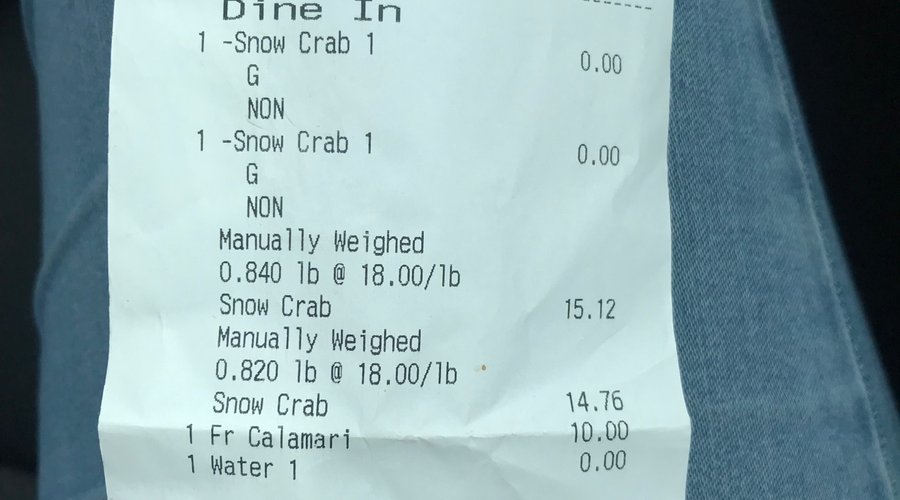 Dine In
1 -Snow Crab 1 0.00
G
NON
1 -Snow Crab 1 0.00
G
NON
Manually Weighed
0.840 lb @ 18.00/lb
Snow Crab 15.12
Manually Weighed
0.820 lb @ 18.00/lb
Snow Crab 14.76
1 Fr Calamari 10.00
1 Water 1 0.00